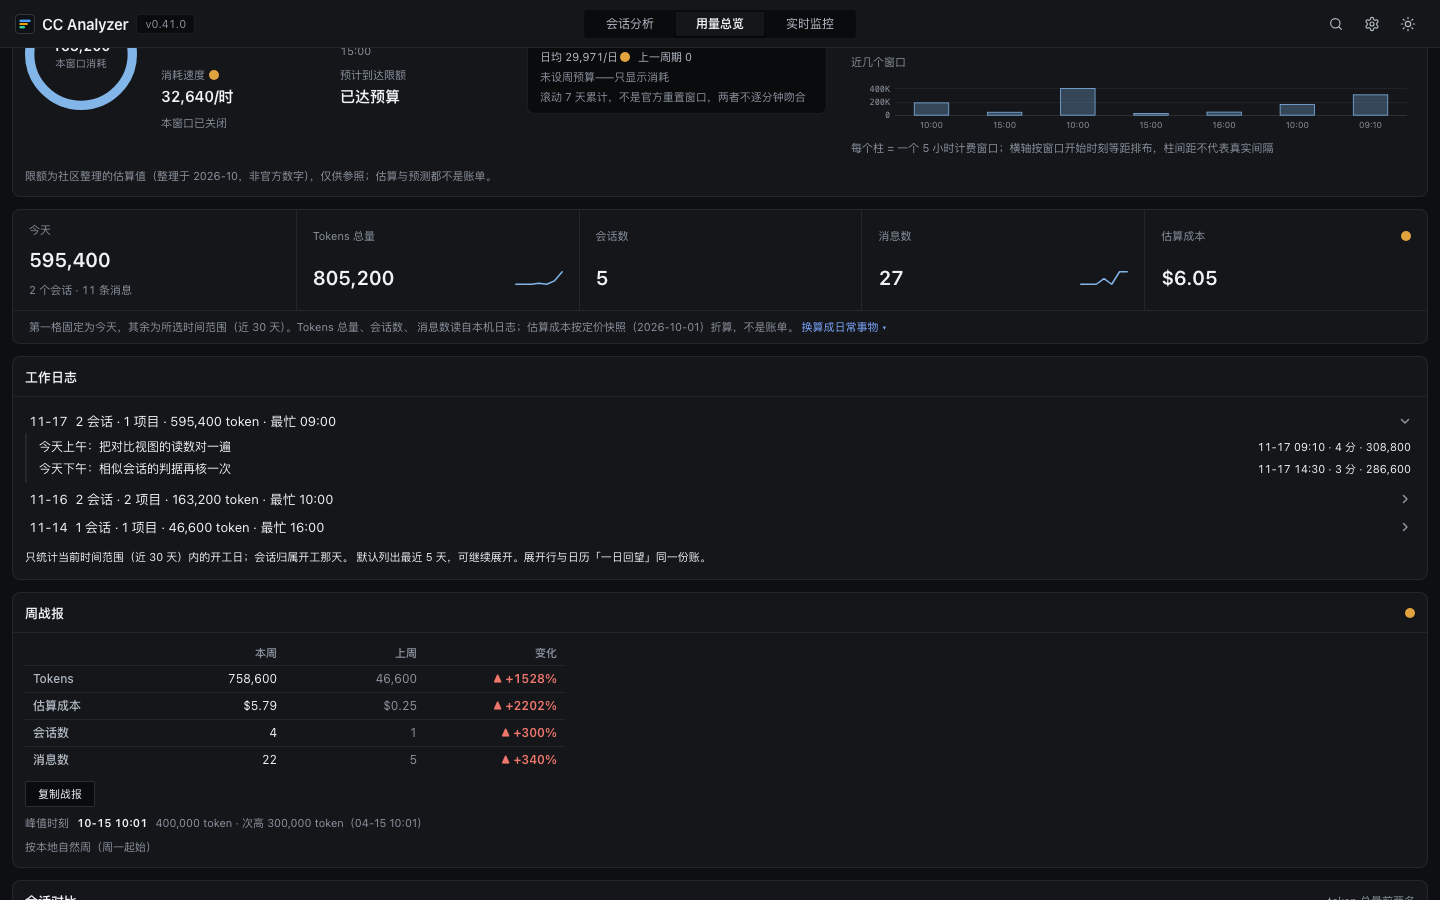 CC Analyzer v0.41.0
会话分析 用量总览 实时监控
本窗口消耗
消耗速度
32,640/时
本窗口已关闭
15:00
预计到达限额
已达预算
日均 29,971/日 上一周期 0
未设周预算——只显示消耗
滚动 7 天累计，不是官方重置窗口，两者不逐分钟吻合
近几个窗口
400K
200K
0
10:00 15:00 10:00 15:00 16:00 10:00 09:10
每个柱 = 一个 5 小时计费窗口；横轴按窗口开始时刻等距排布，柱间距不代表真实间隔
限额为社区整理的估算值（整理于 2026-10，非官方数字），仅供参照；估算与预测都不是账单。
今天
595,400
2 个会话 · 11 条消息
Tokens 总量
805,200
会话数
5
消息数
27
估算成本
$6.05
第一格固定为今天，其余为所选时间范围（近 30 天）。Tokens 总量、会话数、 消息数读自本机日志；估算成本按定价快照（2026-10-01）折算，不是账单。 换算成日常事物
工作日志
11-17 2 会话 · 1 项目 · 595,400 token · 最忙 09:00
今天上午：把对比视图的读数对一遍 11-17 09:10 · 4 分 · 308,800
今天下午：相似会话的判据再核一次 11-17 14:30 · 3 分 · 286,600
11-16 2 会话 · 2 项目 · 163,200 token · 最忙 10:00
11-14 1 会话 · 1 项目 · 46,600 token · 最忙 16:00
只统计当前时间范围（近 30 天）内的开工日；会话归属开工那天。 默认列出最近 5 天，可继续展开。展开行与日历「一日回望」同一份账。
周战报
本周 上周 变化
Tokens 758,600 46,600 ▲ +1528%
估算成本 $5.79 $0.25 ▲ +2202%
会话数 4 1 ▲ +300%
消息数 22 5 ▲ +340%
复制战报
峰值时刻 10-15 10:01 400,000 token · 次高 300,000 token（04-15 10:01）
按本地自然周（周一起始）